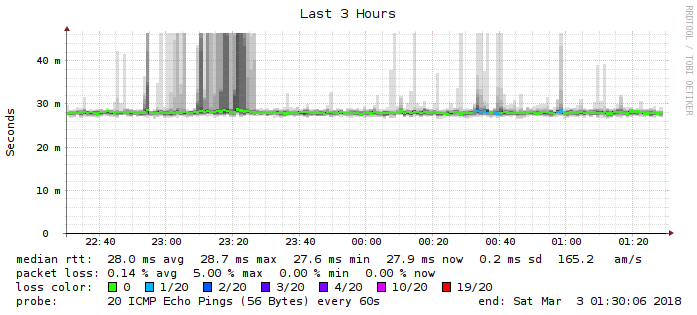 Last 3 Hours
RRDTOOL / TOBI OETIKER
Seconds
40 m
30 m
20 m
10 m
0
22:40 23:00 23:20 23:40 00:00 00:20 00:40 01:00 01:20
median rtt: 28.0 ms avg 28.7 ms max 27.6 ms min 27.9 ms now 0.2 ms sd 165.2 am/s
packet loss: 0.14 % avg 5.00 % max 0.00 % min 0.00 % now
loss color: 0 1/20 2/20 3/20 4/20 10/20 19/20
probe: 20 ICMP Echo Pings (56 Bytes) every 60s end: Sat Mar 3 01:30:06 2018